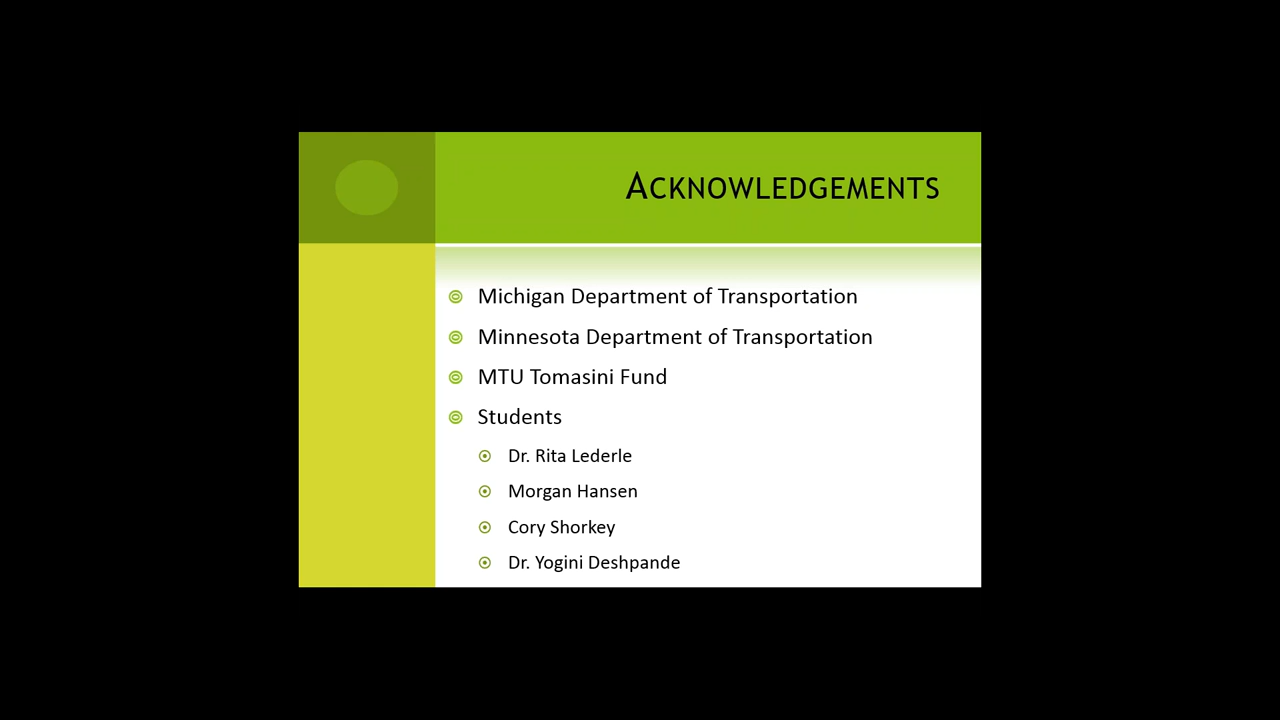 ACKNOWLEDGEMENTS
Michigan Department of Transportation
Minnesota Department of Transportation
MTU Tomasini Fund
Students
Dr. Rita Lederle
Morgan Hansen
Cory Shorkey
Dr. Yogini Deshpande